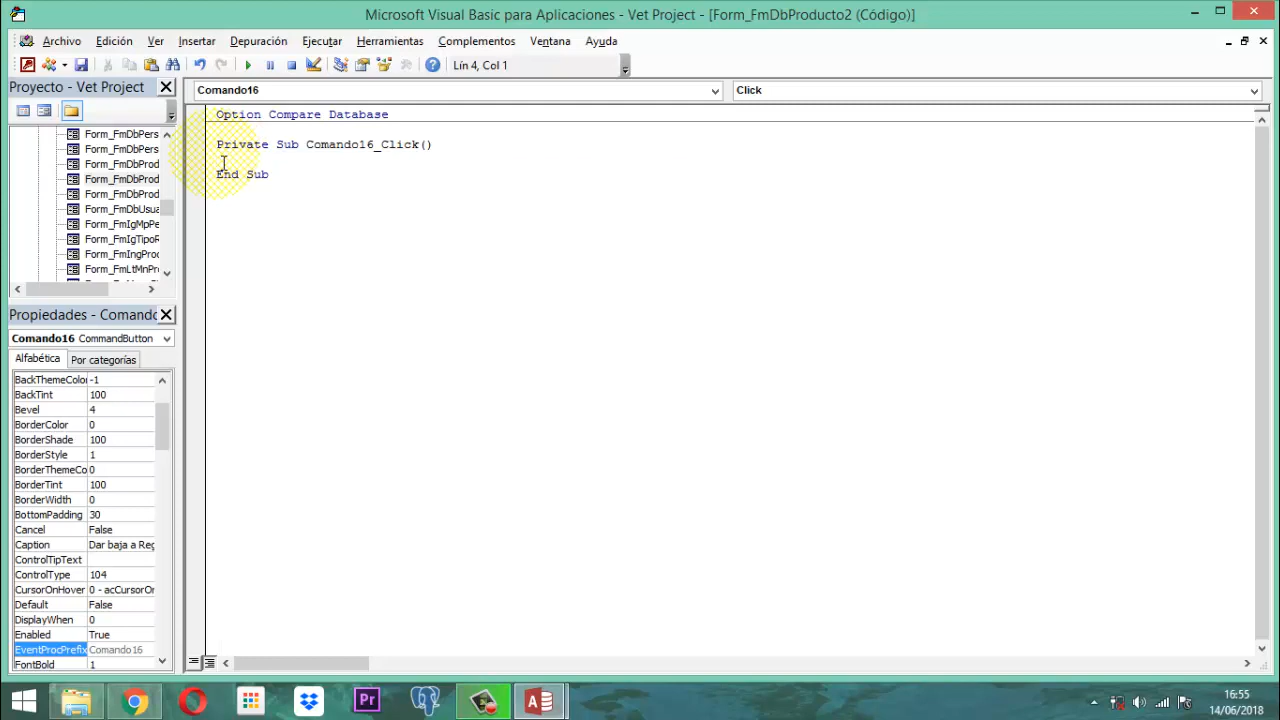 Microsoft Visual Basic para Aplicaciones - Vet Project - [Form_FmDbProducto2 (Código)]
Archivo Edición Ver Insertar Depuración Ejecutar Herramientas Complementos Ventana Ayuda
Lín 4, Col 1
Proyecto - Vet Project
Comando16
Click
Form_FmDbPers
Form_FmDbPers
Form_FmDbProd
Form_FmDbProd
Form_FmDbProd
Form_FmDbUsua
Form_FmIgMpPe
Form_FmIgTipoR
Form_FmIngProc
Form_FmLtMnPr
Option Compare Database
Private Sub Comando16_Click()
End Sub
Propiedades - Comando
Comando16 CommandButton
Alfabética Por categorías
BackThemeColor -1
BackTint 100
Bevel 4
BorderColor 0
BorderShade 100
BorderStyle 1
BorderThemeCo 0
BorderTint 100
BorderWidth 0
BottomPadding 30
Cancel False
Caption Dar baja a Reg
ControlTipText
ControlType 104
CursorOnHover 0 - acCursorOn
Default False
DisplayWhen 0
Enabled True
EventProcPrefix Comando16
FontBold 1
Pr
16:55
14/06/2018